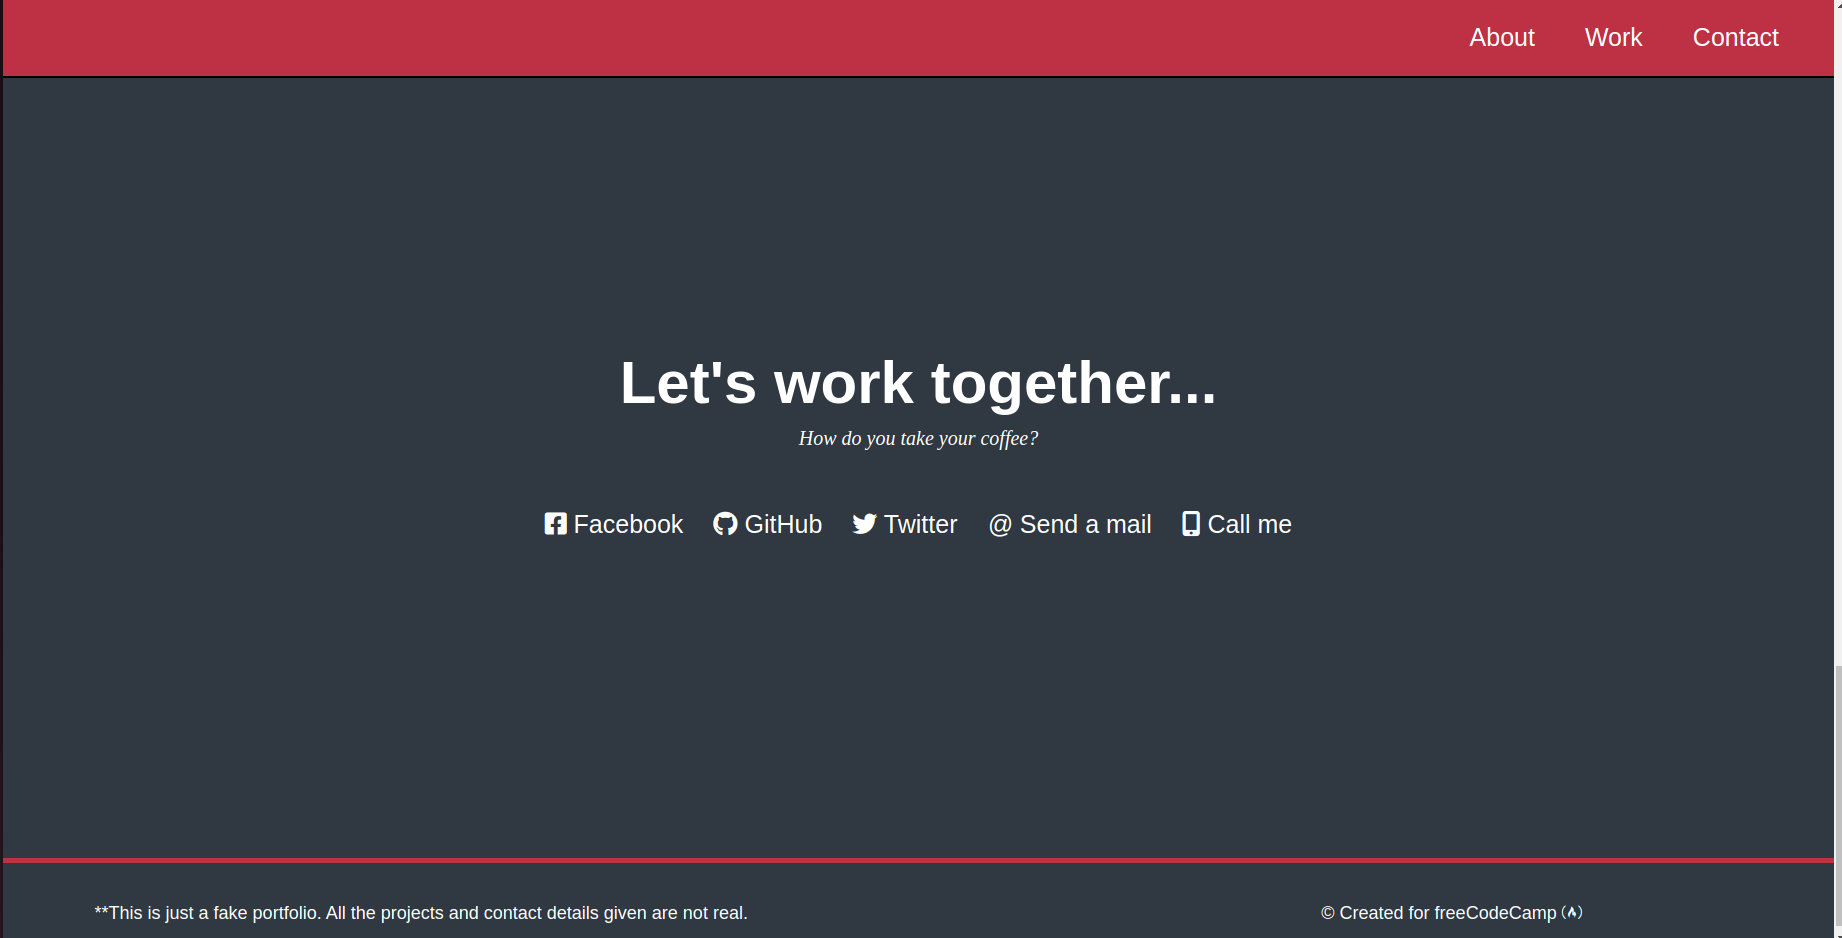 About Work Contact
Let's work together...
How do you take your coffee?
Facebook GitHub Twitter @ Send a mail Call me
**This is just a fake portfolio. All the projects and contact details given are not real.
© Created for freeCodeCamp